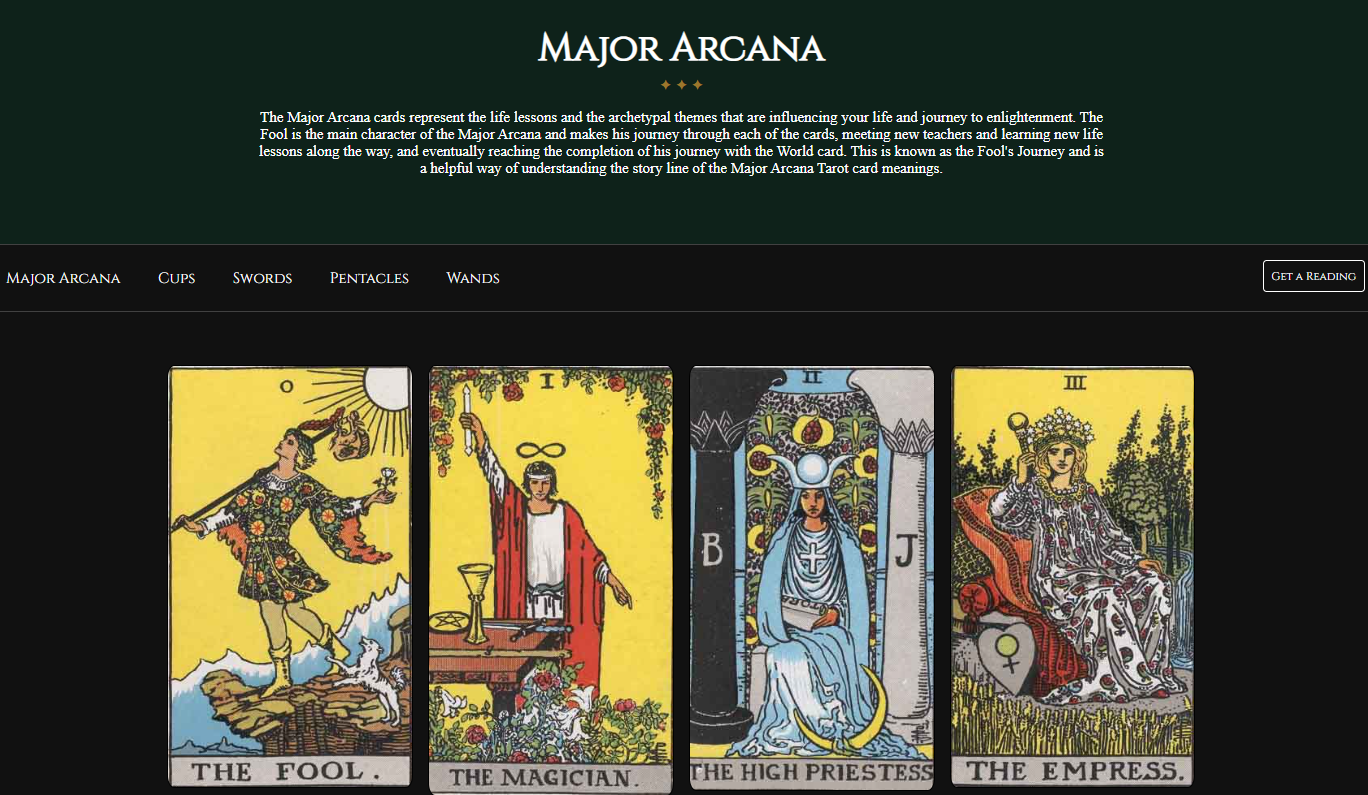 Major Arcana
The Major Arcana cards represent the life lessons and the archetypal themes that are influencing your life and journey to enlightenment. The
Fool is the main character of the Major Arcana and makes his journey through each of the cards, meeting new teachers and learning new life
lessons along the way, and eventually reaching the completion of his journey with the World card. This is known as the Fool's Journey and is
a helpful way of understanding the story line of the Major Arcana Tarot card meanings.
Major Arcana Cups Swords Pentacles Wands Get a Reading
0 I II III
B J
TORA
THE FOOL. THE MAGICIAN. THE HIGH PRIESTESS THE EMPRESS.